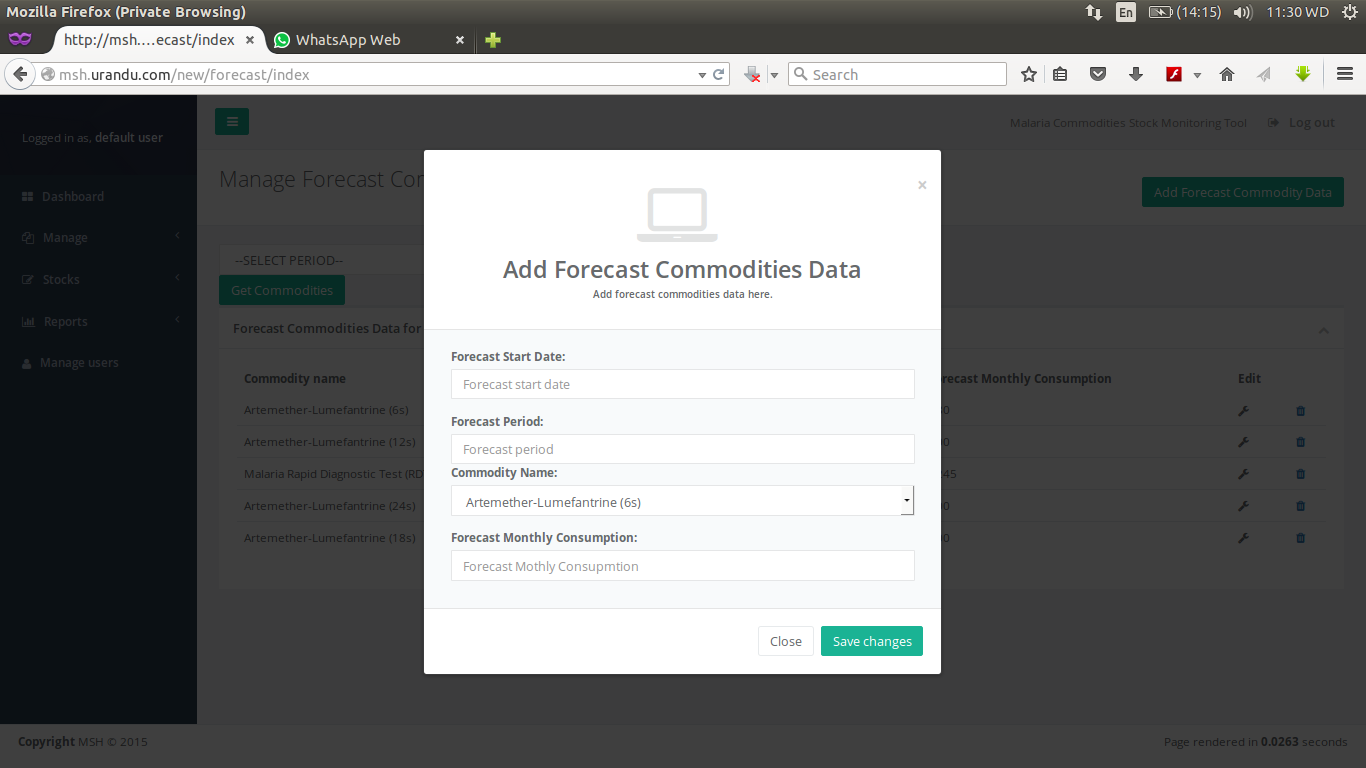 Mozilla Firefox (Private Browsing)
En
(14:15)
11:30 WD
http://msh....ecast/index
WhatsApp Web
msh.urandu.com/new/forecast/index
Search
Logged in as, default user
Malaria Commodities Stock Monitoring Tool
Log out
Manage Forecast Co
Add Forecast Commodity Data
Dashboard
Manage
Stocks
Reports
Manage users
--SELECT PERIOD--
Get Commodities
Forecast Commodities Data for
Commodity name
recast Monthly Consumption
Edit
Artemether-Lumefantrine (6s)
Artemether-Lumefantrine (12s)
Malaria Rapid Diagnostic Test (RD
245
Artemether-Lumefantrine (24s)
Artemether-Lumefantrine (18s)
×
Add Forecast Commodities Data
Add forecast commodities data here.
Forecast Start Date:
Forecast start date
Forecast Period:
Forecast period
Commodity Name:
Artemether-Lumefantrine (6s)
Forecast Monthly Consumption:
Forecast Mothly Consupmtion
Close
Save changes
Copyright MSH © 2015
Page rendered in 0.0263 seconds